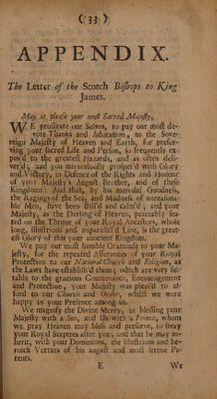 (33)
APPENDIX.
The Letter of the Scotch Bishops to King
James.
May it please your most Sacred Majesty,
WE prostrate our Selves, to pay our most de-
vote Thanks and Adoration, to the Sove-
reign Majesty of Heaven and Earth, for preser-
ving your sacred Life and Person, so frequently ex-
pos'd to the greatest Hazards, and as often deliv-
er'd; and you miraculously prosper'd with Glory
and Victory, in Defence of the Rights and Honour
of your Majesty's August Brother, and of these
Kingdoms: And that, by his merciful Goodness,
the Ragings of the Sea, and Madness of unreasona-
ble Men, have been still'd and calm'd; and your
Majesty, as the Darling of Heaven, peaceably sea-
ted on the Throne of your Royal Ancestors, whose
long, illustrious and unparallel'd Line, is the great-
est Glory of this your ancient Kingdom.
We pay our most humble Gratitude to your Ma-
jesty, for the repeated Assurances of your Royal
Protection to our National Church and Religion, as
the Laws have establish'd them; which are very sui-
table to the gracious Countenance, Encouragement
and Protection, your Majesty was pleas'd to af-
ford to our Church and Order, whilst we were
happy in your Presence among us.
We magnify the Divine Mercy, in blessing your
Majesty with a Son, and Us with a Prince, whom
we pray Heaven may bless and preserve, to sway
your Royal Scepters after you; and that he may in-
herit, with your Dominions, the illustrious and he-
roick Vertues of his august and most serene Pa-
rents.
E We